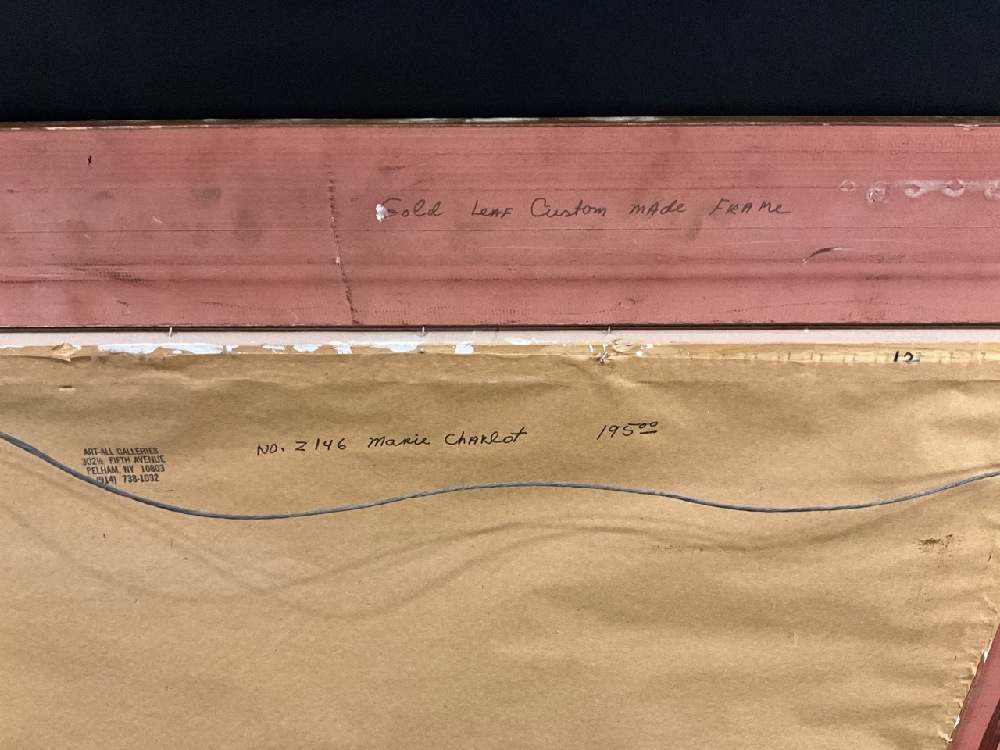 Gold Leaf Custom made Frame
12
NO. 2146 Marie Charlot 195.00
ART-ALL GALLERIES
302½ FIFTH AVENUE
PELHAM, NY 10803
(914) 738-1032